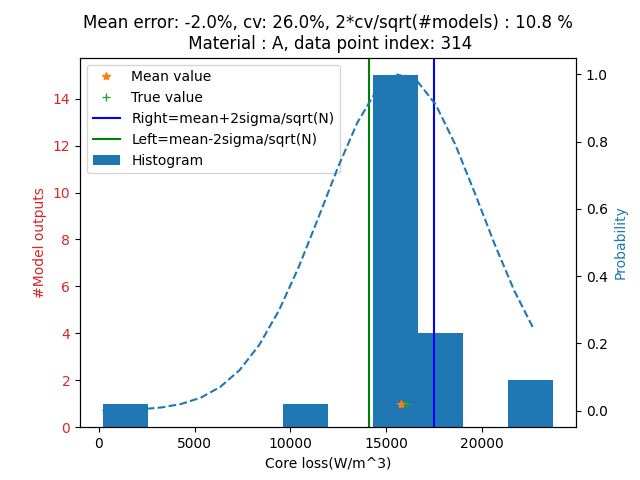 Mean error: -2.0%, cv: 26.0%, 2*cv/sqrt(#models) : 10.8 %
Material : A, data point index: 314
Mean value
True value
Right=mean+2sigma/sqrt(N)
Left=mean-2sigma/sqrt(N)
Histogram
#Model outputs
14
12
10
8
6
4
2
0
1.0
0.8
0.6
0.4
0.2
0.0
Probability
0
5000
10000
15000
20000
Core loss(W/m^3)